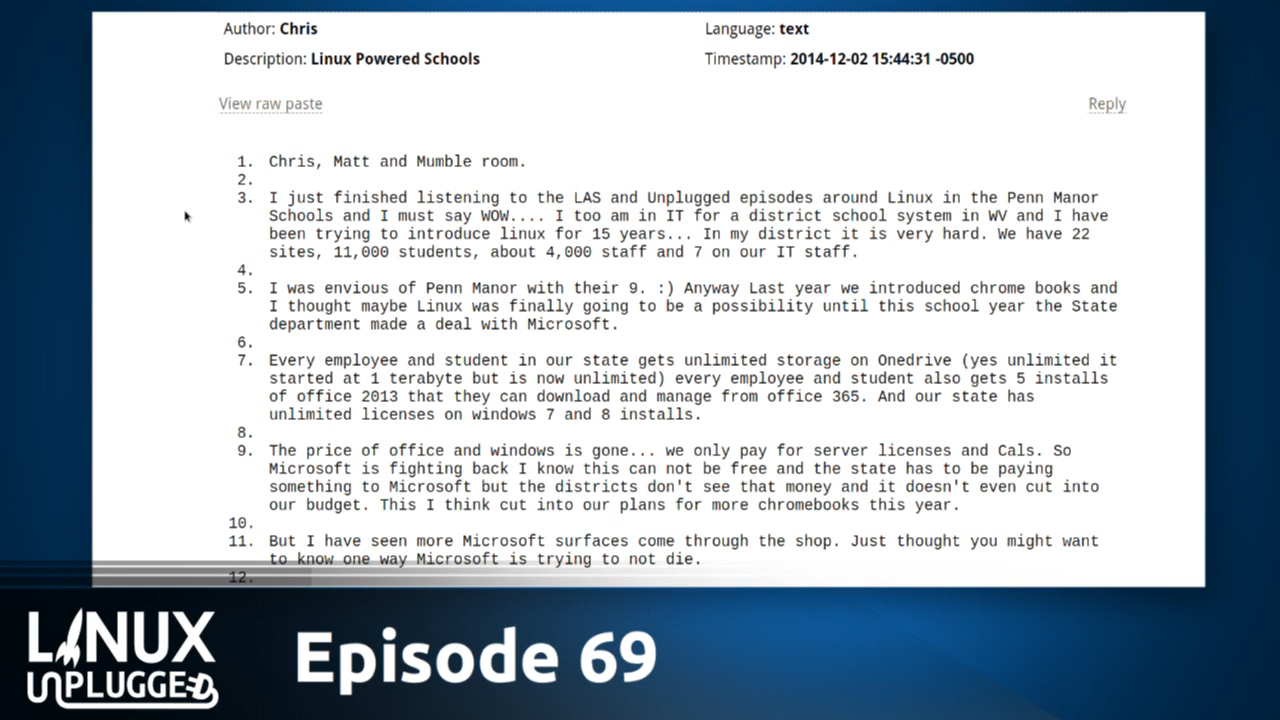 Author: Chris
Language: text
Description: Linux Powered Schools
Timestamp: 2014-12-02 15:44:31 -0500
View raw paste
Reply
1. Chris, Matt and Mumble room.
2.
3. I just finished listening to the LAS and Unplugged episodes around Linux in the Penn Manor
Schools and I must say WOW.... I too am in IT for a district school system in WV and I have
been trying to introduce linux for 15 years... In my district it is very hard. We have 22
sites, 11,000 students, about 4,000 staff and 7 on our IT staff.
4.
5. I was envious of Penn Manor with their 9. :) Anyway Last year we introduced chrome books and
I thought maybe Linux was finally going to be a possibility until this school year the State
department made a deal with Microsoft.
6.
7. Every employee and student in our state gets unlimited storage on Onedrive (yes unlimited it
started at 1 terabyte but is now unlimited) every employee and student also gets 5 installs
of office 2013 that they can download and manage from office 365. And our state has
unlimited licenses on windows 7 and 8 installs.
8.
9. The price of office and windows is gone... we only pay for server licenses and Cals. So
Microsoft is fighting back I know this can not be free and the state has to be paying
something to Microsoft but the districts don't see that money and it doesn't even cut into
our budget. This I think cut into our plans for more chromebooks this year.
10.
11. But I have seen more Microsoft surfaces come through the shop. Just thought you might want
to know one way Microsoft is trying to not die.
12.
LINUX
UNPLUGGED
Episode 69